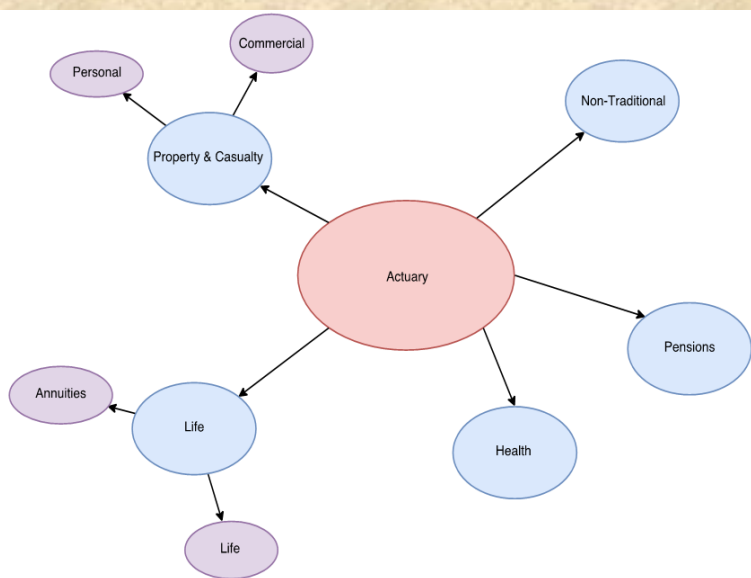 Commercial
Personal
Non-Traditional
Property & Casualty
Actuary
Pensions
Annuities
Life
Health
Life